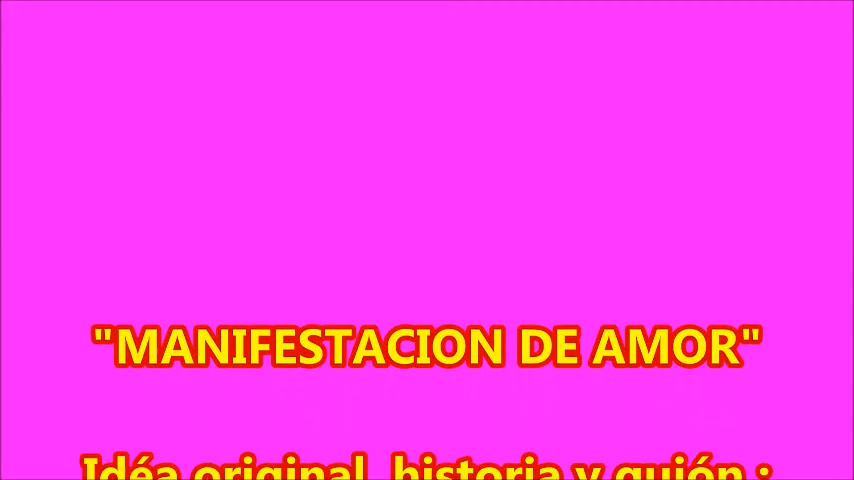 "MANIFESTACION DE AMOR"
Idéa original, historia y guión :